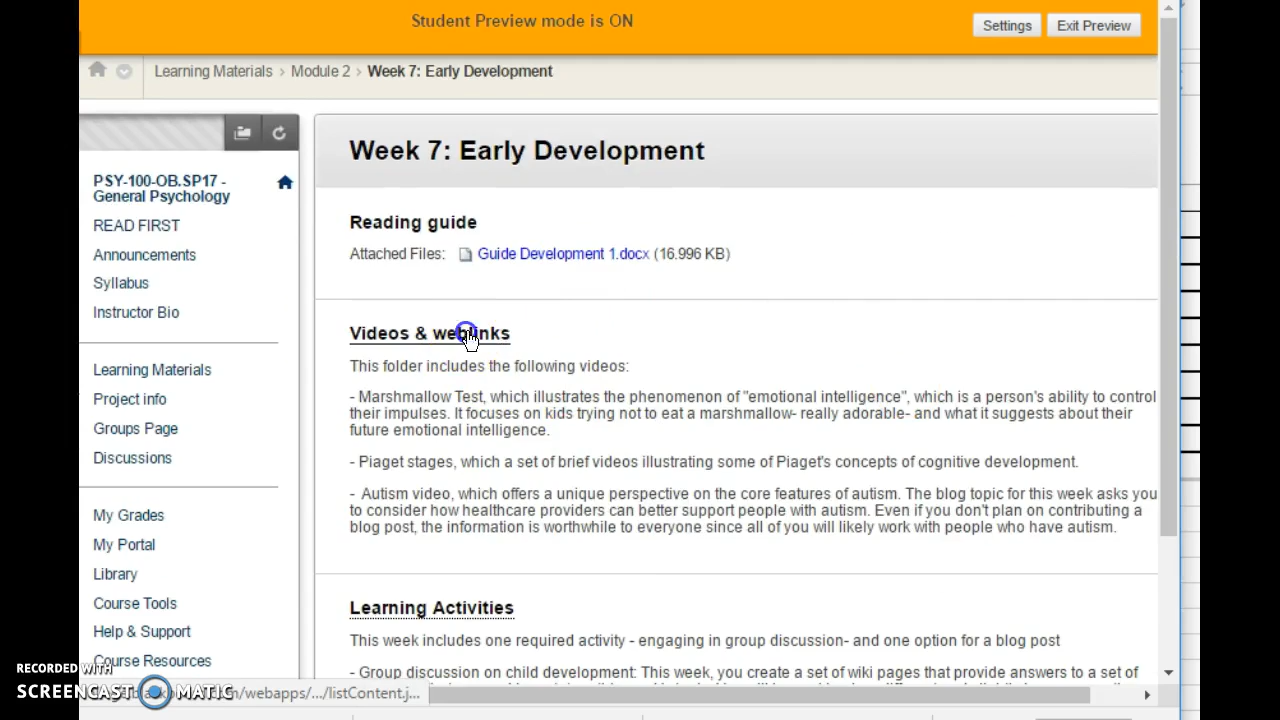 Student Preview mode is ON
Settings
Exit Preview
Learning Materials > Module 2 > Week 7: Early Development
PSY-100-OB.SP17 -
General Psychology
READ FIRST
Announcements
Syllabus
Instructor Bio
Learning Materials
Project info
Groups Page
Discussions
My Grades
My Portal
Library
Course Tools
Help & Support
Course Resources
Week 7: Early Development
Reading guide
Attached Files: Guide Development 1.docx (16.996 KB)
Videos & weblinks
This folder includes the following videos:
- Marshmallow Test, which illustrates the phenomenon of "emotional intelligence", which is a person's ability to control
their impulses. It focuses on kids trying not to eat a marshmallow- really adorable- and what it suggests about their
future emotional intelligence.
- Piaget stages, which a set of brief videos illustrating some of Piaget's concepts of cognitive development.
- Autism video, which offers a unique perspective on the core features of autism. The blog topic for this week asks you
to consider how healthcare providers can better support people with autism. Even if you don't plan on contributing a
blog post, the information is worthwhile to everyone since all of you will likely work with people who have autism.
Learning Activities
This week includes one required activity - engaging in group discussion- and one option for a blog post
- Group discussion on child development: This week, you create a set of wiki pages that provide answers to a set of
RECORDED WITH
SCREENCAST MATIC
n/webapps/.../listContent.j...